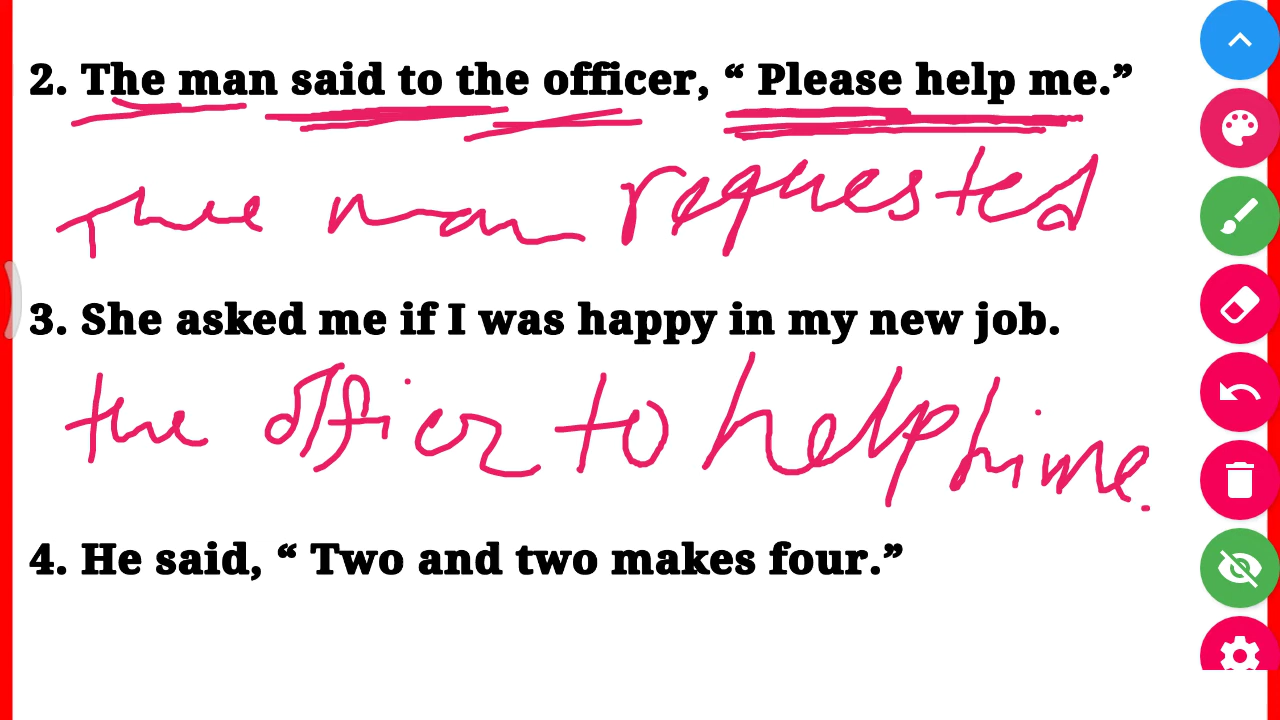 2. The man said to the officer, “ Please help me.”
The man requested
3. She asked me if I was happy in my new job.
the officer to help him.
4. He said, “ Two and two makes four.”